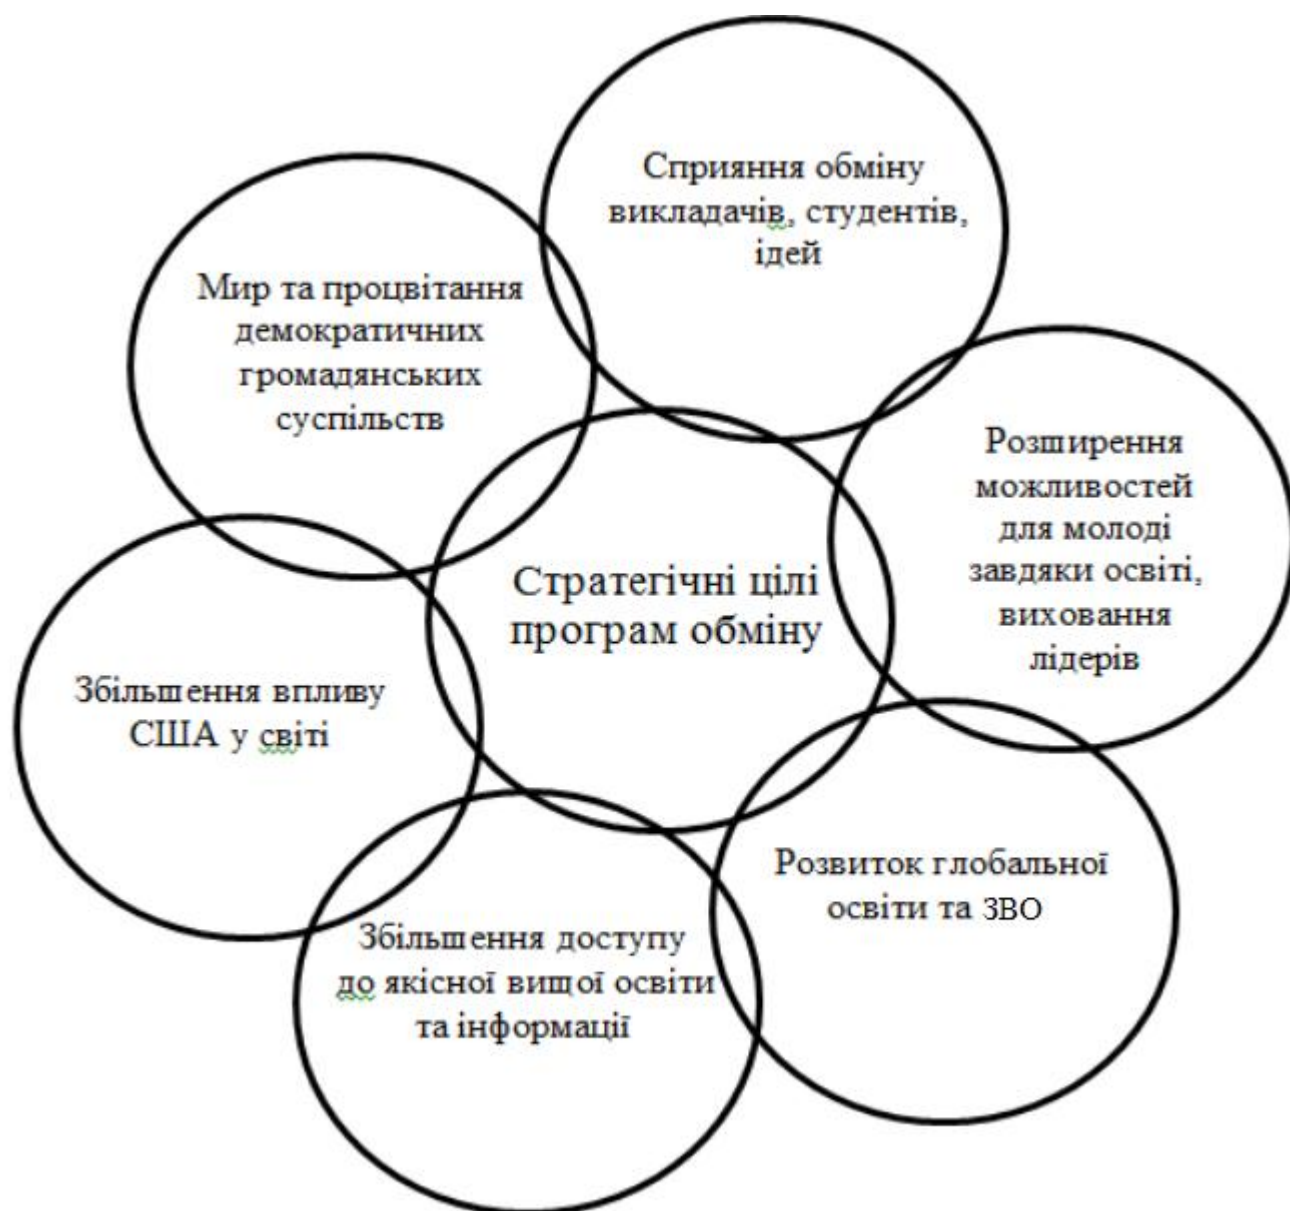 Сприяння обміну
викладачів, студентів,
ідей
Мир та процвітання
демократичних
громадянських
суспільств
Розширення
можливостей
для молоді
завдяки освіті,
виховання
лідерів
Стратегічні цілі
програм обміну
Збільшення впливу
США у світі
Розвиток глобальної
освіти та ЗВО
Збільшення доступу
до якісної вищої освіти
та інформації